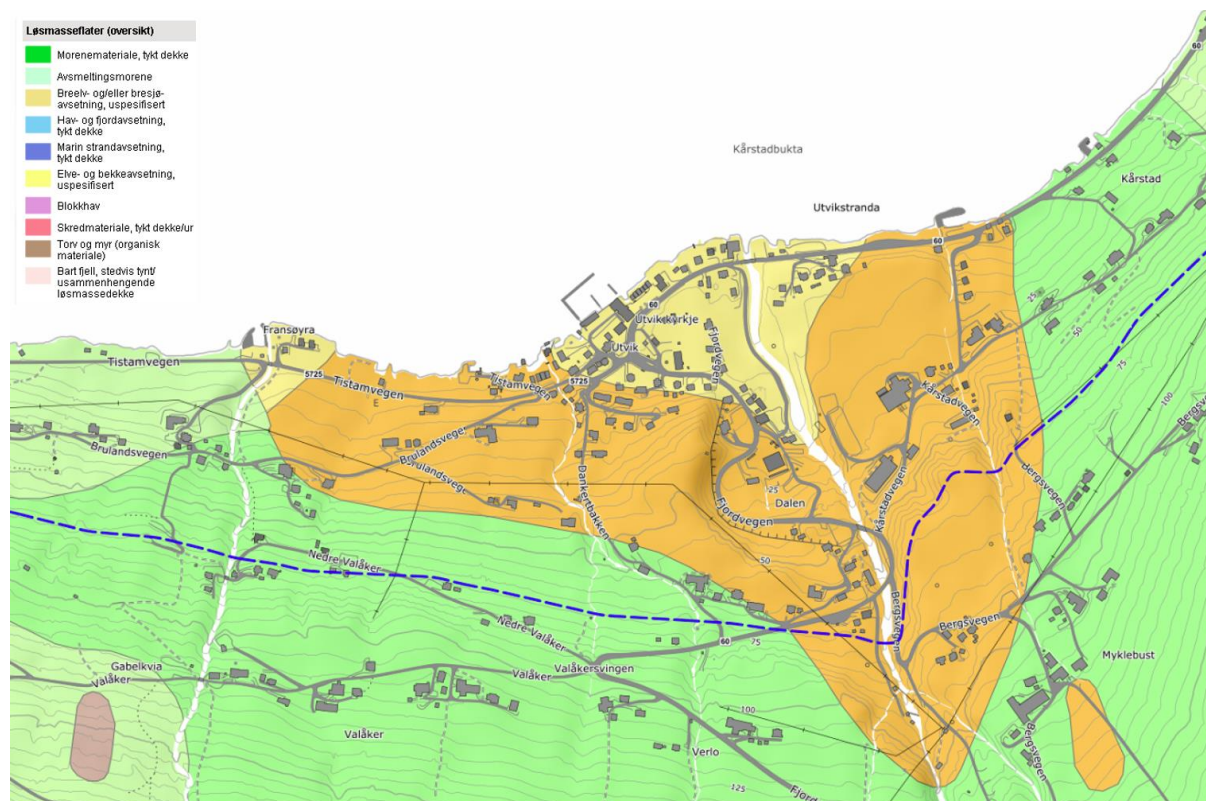 Løsmasseflater (oversikt)
Morenemateriale, tykt dekke
Avsmeltingsmorene
Breelv- og/eller bresjø-
avsetning, uspesifisert
Hav- og fjordavsetning,
tykt dekke
Marin strandavsetning,
tykt dekke
Elve- og bekkeavsetning,
uspesifisert
Blokkhav
Skredmateriale, tykt dekke/ur
Torv og myr (organisk
materiale)
Bart fjell, stedvis tynt/
usammenhengende
løsmassedekke
60
Kårstadbukta
Kårstad
Utvikstranda
60
60
25
50
75
100
Fransøyra
Utvik kyrkje
Utvik
Fjordvegen
Tistamvegen
5725
Tistamvegen
Tistamvegen
5725
E
Kårstadvegen
Bergsvegen
Brulandsvegen
Brulandsvegen
Brulandsvege
Dankertbakken
125
Dalen
Fjordvegen
Kårstadvegen
Bergsvegen
50
Nedre Valåker
Nedre Valåker
Bergsvegen
Bergsvegen
60
75
Myklebust
Gabelkvia
Valåker
Valåker
Valåkersvingen
100
Valåker
Verlo
Bergsvegen
125
Fjord